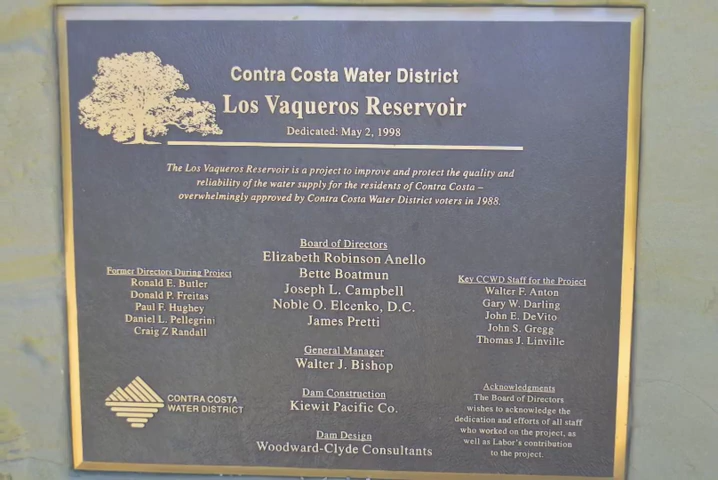 Contra Costa Water District
Los Vaqueros Reservoir
Dedicated: May 2, 1998
The Los Vaqueros Reservoir is a project to improve and protect the quality and
reliability of the water supply for the residents of Contra Costa –
overwhelmingly approved by Contra Costa Water District voters in 1988.
Former Directors During Project
Ronald E. Butler
Donald P. Freitas
Paul F. Hughey
Daniel L. Pellegrini
Craig Z Randall
Board of Directors
Elizabeth Robinson Anello
Bette Boatmun
Joseph L. Campbell
Noble O. Elcenko, D.C.
James Pretti
General Manager
Walter J. Bishop
Dam Construction
Kiewit Pacific Co.
Dam Design
Woodward-Clyde Consultants
Key CCWD Staff for the Project
Walter F. Anton
Gary W. Darling
John E. DeVito
John S. Gregg
Thomas J. Linville
Acknowledgments
The Board of Directors
wishes to acknowledge the
dedication and efforts of all staff
who worked on the project, as
well as Labor's contribution
to the project.
CONTRA COSTA
WATER DISTRICT